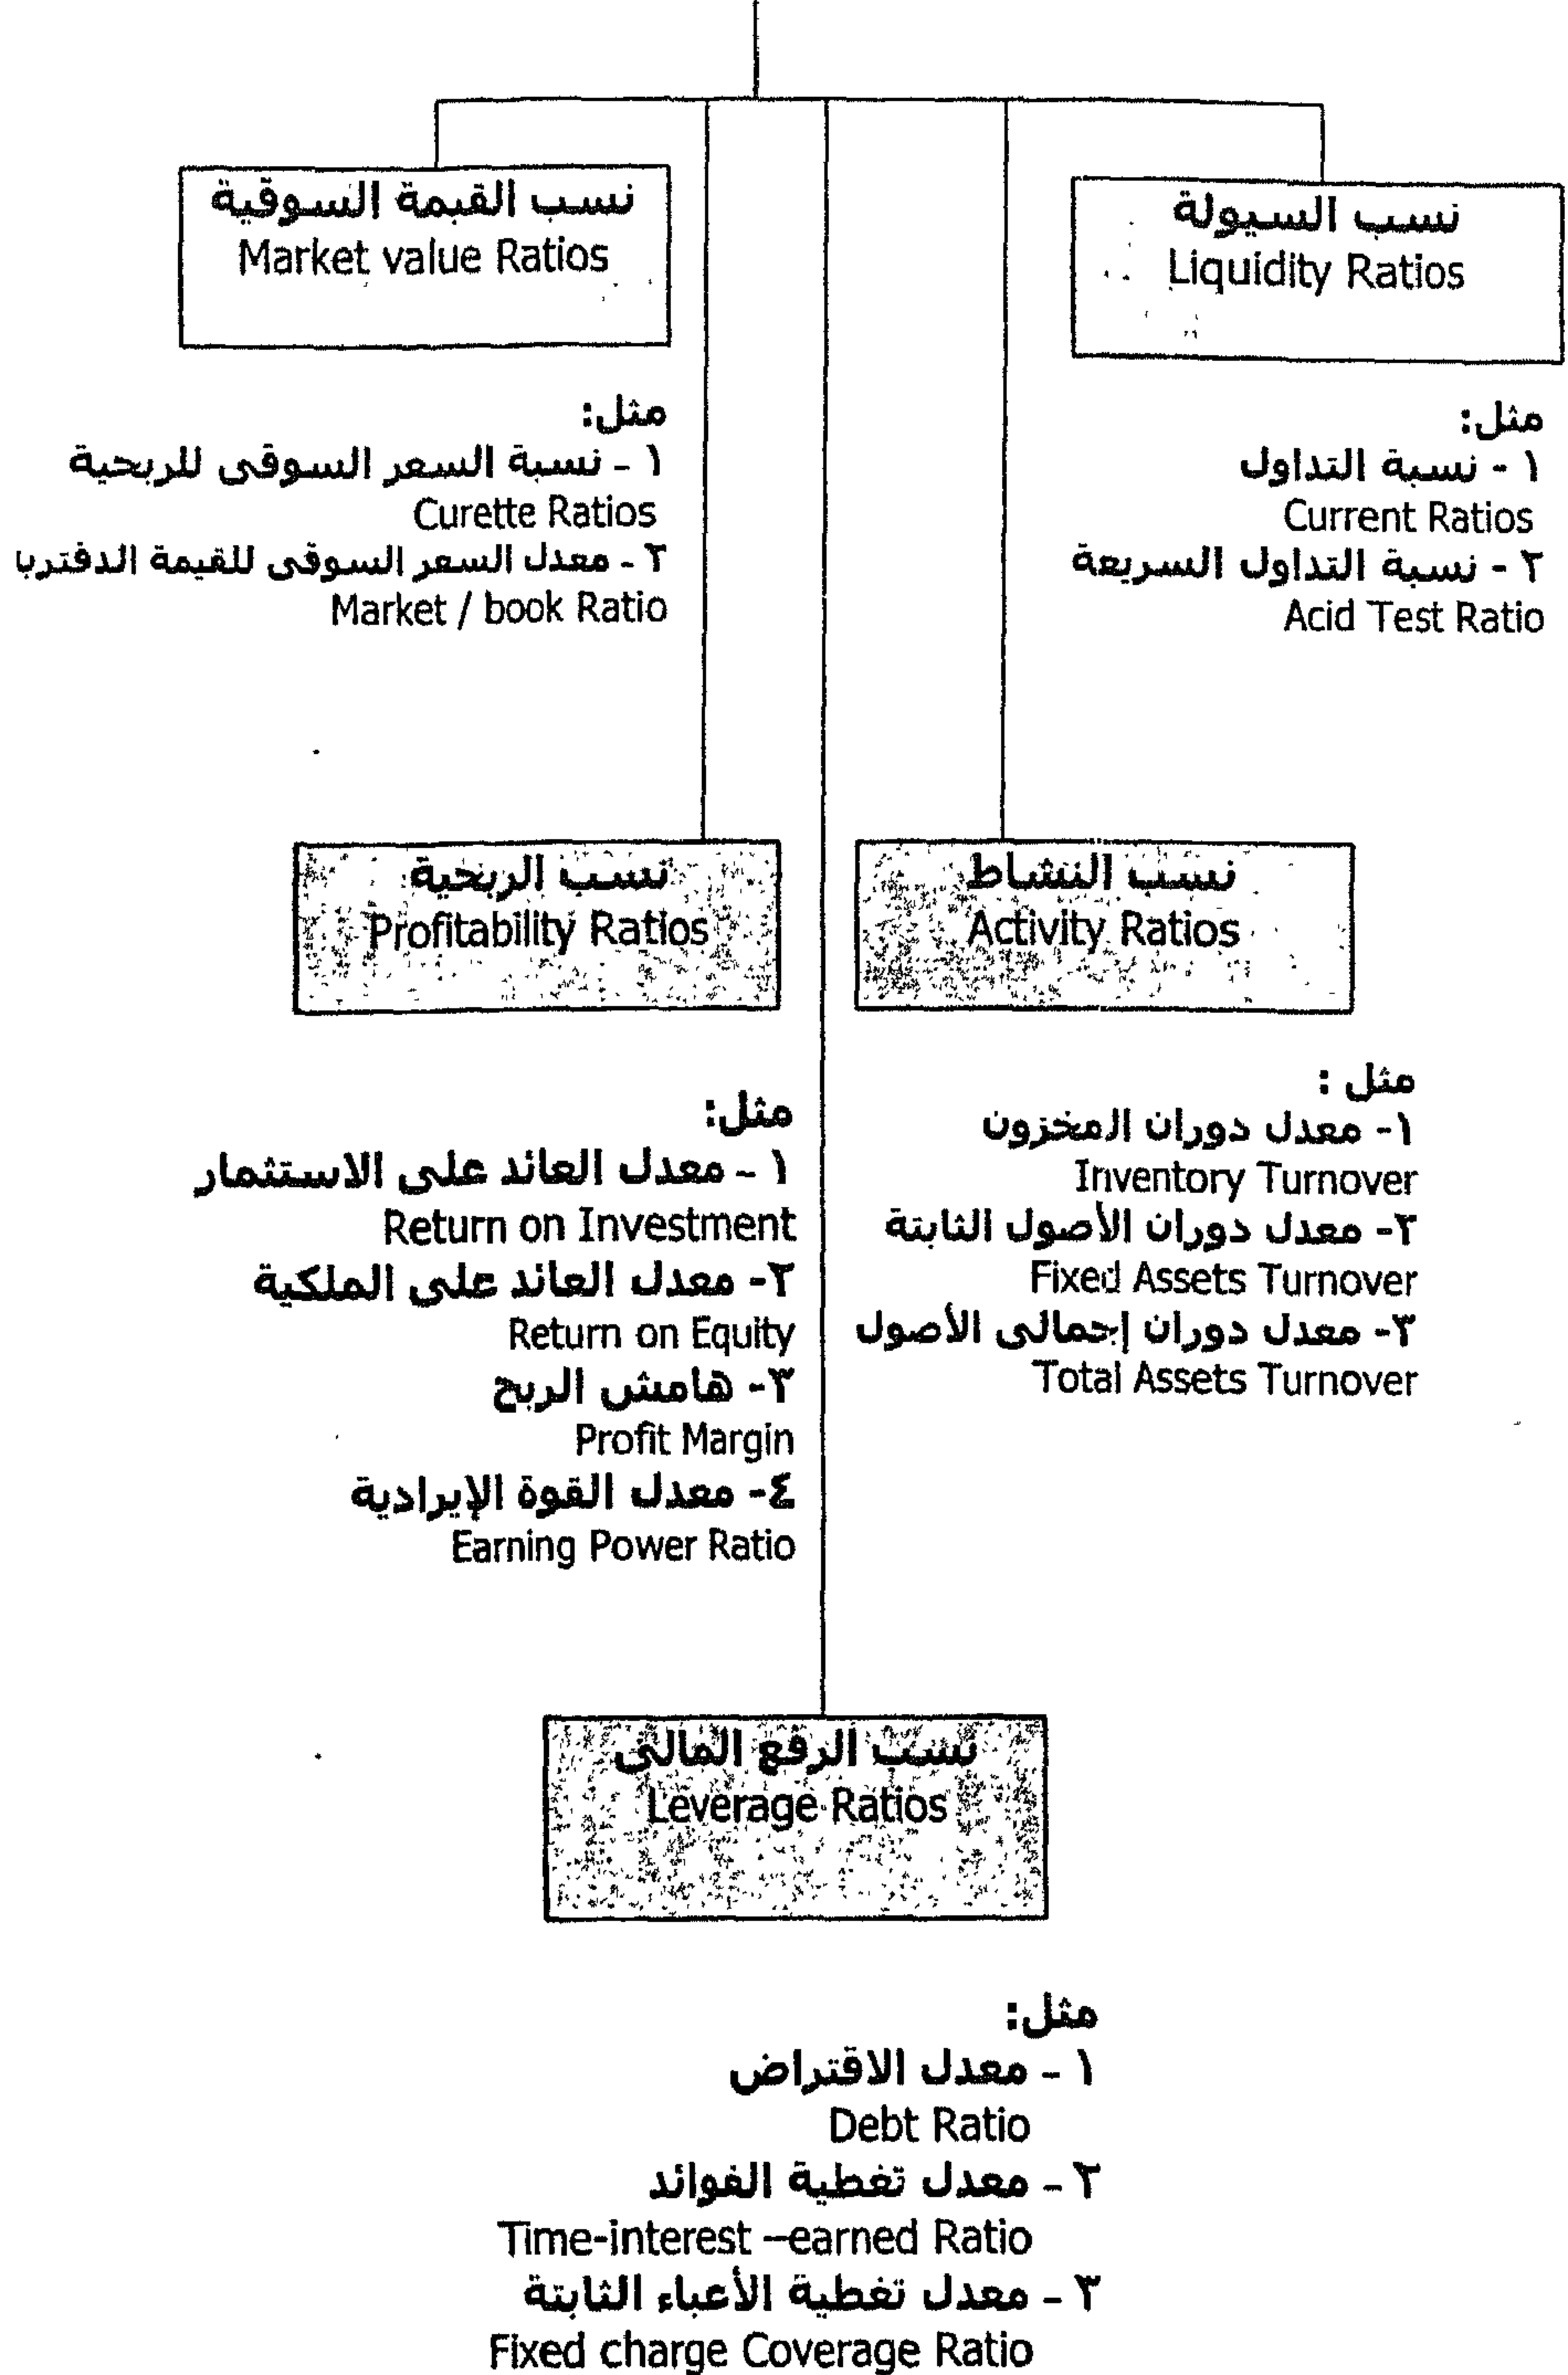 نسب السيولة
Liquidity Ratios
مثل:
١ - نسبة التداول
Current Ratios
٢ - نسبة التداول السريعة
Acid Test Ratio
نسب القيمة السوقية
Market value Ratios
مثل:
١ - نسبة السعر السوقى للربحية
Curette Ratios
٢ - معدل السعر السوقى للقيمة الدفتريا
Market / book Ratio
نسب النشاط
Activity Ratios
مثل :
١- معدل دوران المخزون
Inventory Turnover
٢- معدل دوران الأصول الثابتة
Fixed Assets Turnover
٣- معدل دوران إجمالى الأصول
Total Assets Turnover
نسب الربحية
Profitability Ratios
مثل:
١ - معدل العائد على الاستثمار
Return on Investment
٢- معدل العائد على الملكية
Return on Equity
٣- هامش الربح
Profit Margin
٤- معدل القوة الإيرادية
Earning Power Ratio
نسب الرفع المالى
Leverage Ratios
مثل:
١ - معدل الاقتراض
Debt Ratio
٢ - معدل تغطية الفوائد
Time-interest –earned Ratio
٣ - معدل تغطية الأعباء الثابتة
Fixed charge Coverage Ratio